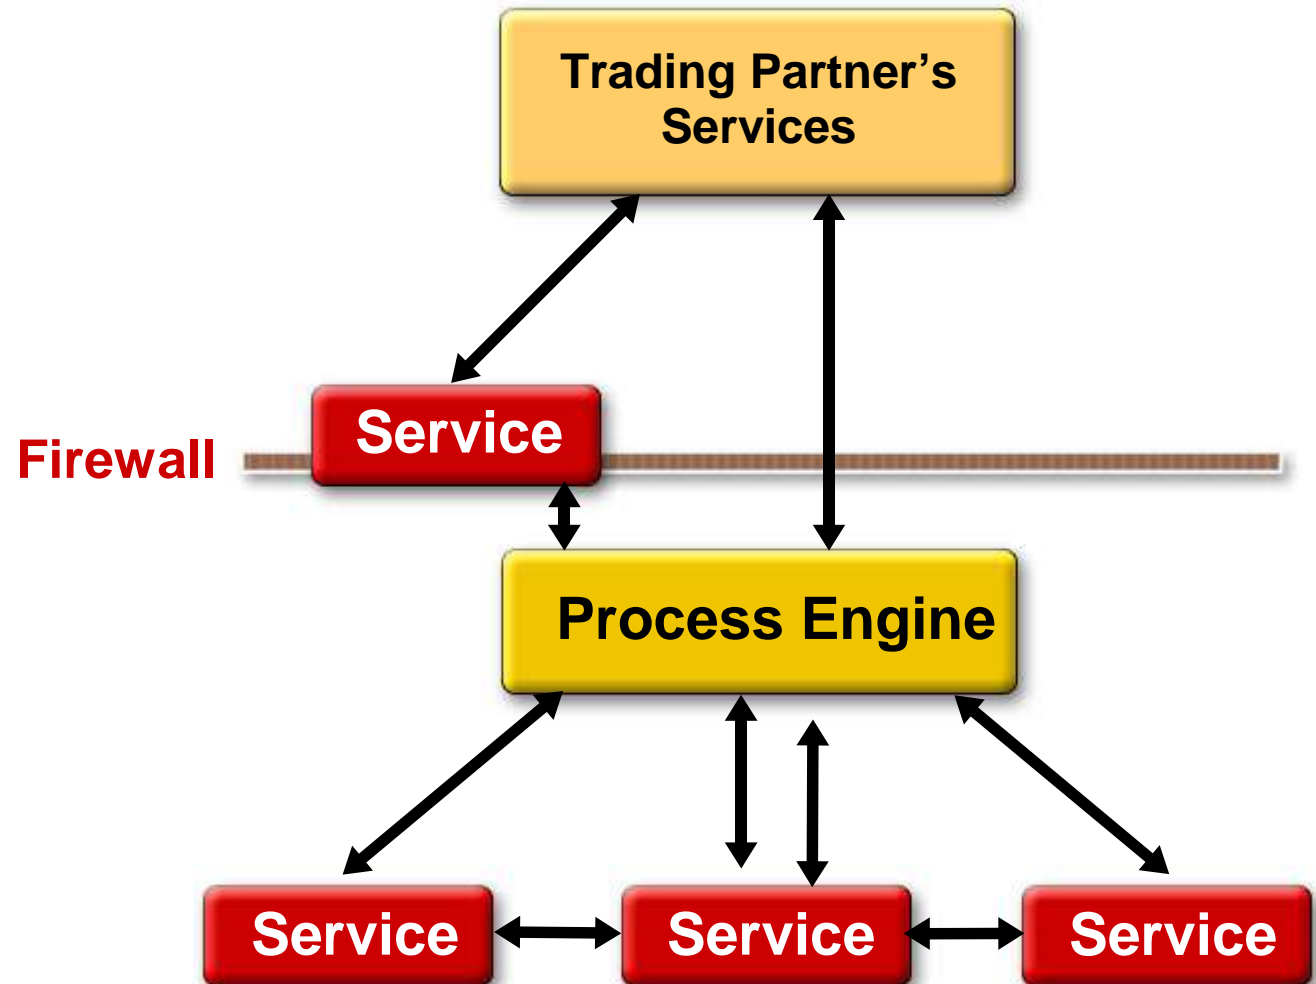 Trading Partner’s
Services
Service
Firewall
Process Engine
Service
Service
Service